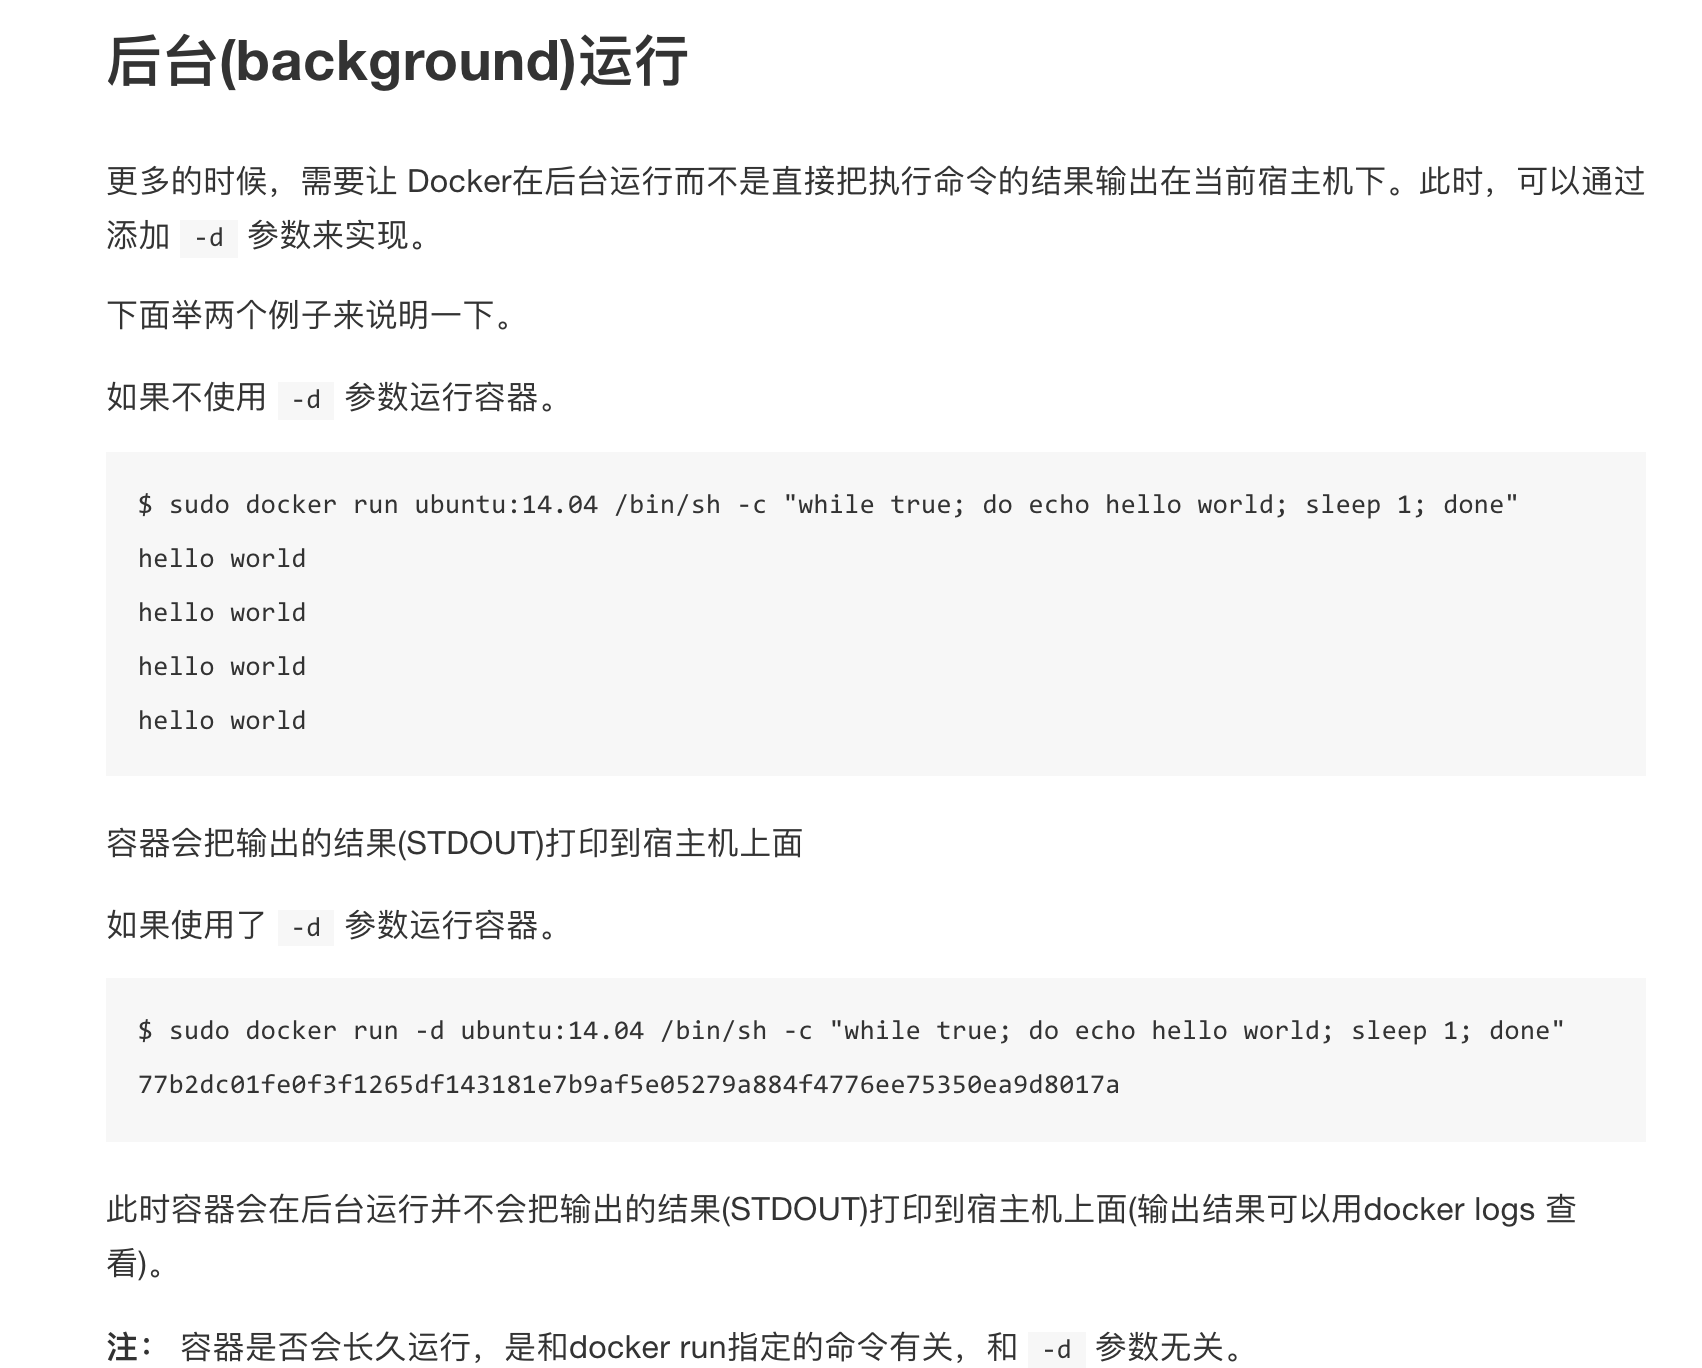 后台(background)运行
更多的时候，需要让 Docker在后台运行而不是直接把执行命令的结果输出在当前宿主机下。此时，可以通过
添加 -d 参数来实现。
下面举两个例子来说明一下。
如果不使用 -d 参数运行容器。
$ sudo docker run ubuntu:14.04 /bin/sh -c "while true; do echo hello world; sleep 1; done"
hello world
hello world
hello world
hello world
容器会把输出的结果(STDOUT)打印到宿主机上面
如果使用了 -d 参数运行容器。
$ sudo docker run -d ubuntu:14.04 /bin/sh -c "while true; do echo hello world; sleep 1; done"
77b2dc01fe0f3f1265df143181e7b9af5e05279a884f4776ee75350ea9d8017a
此时容器会在后台运行并不会把输出的结果(STDOUT)打印到宿主机上面(输出结果可以用docker logs 查
看)。
注： 容器是否会长久运行，是和docker run指定的命令有关，和 -d 参数无关。